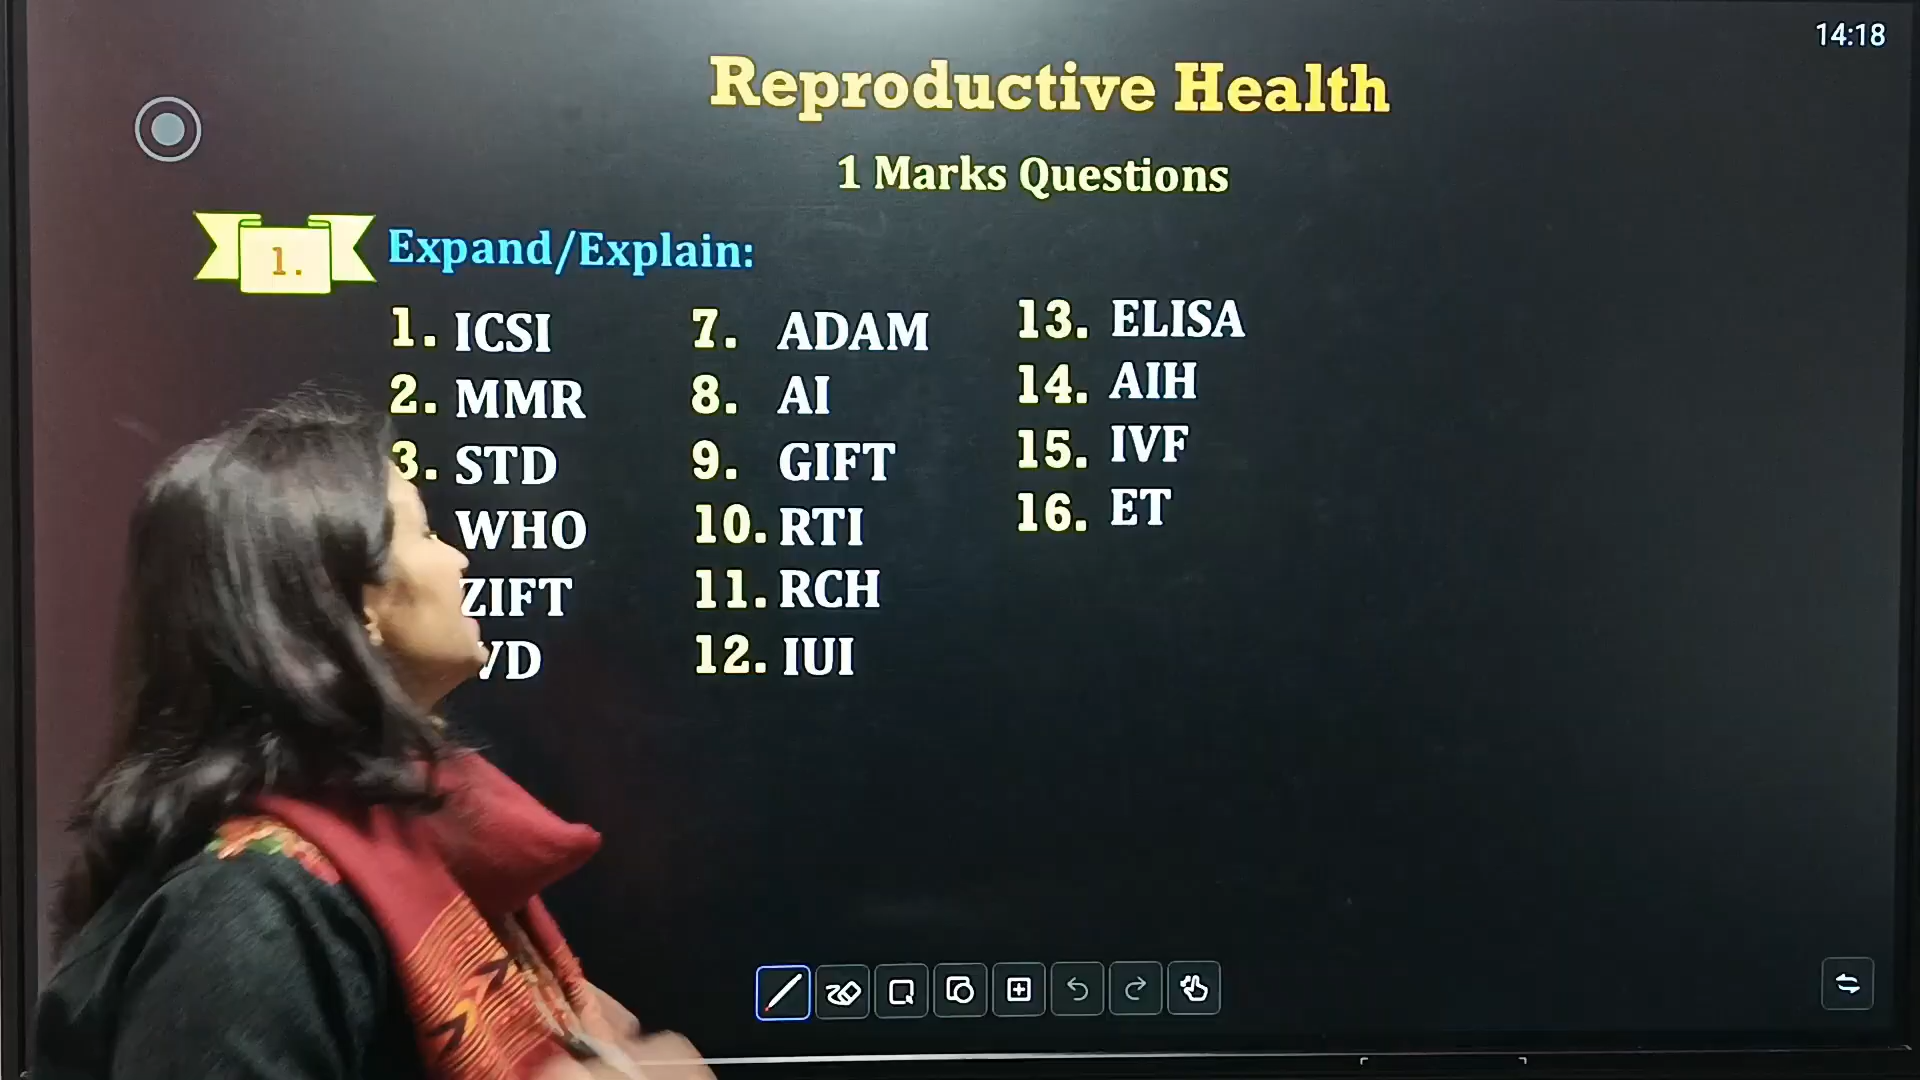 14:18
Reproductive Health
1 Marks Questions
1. Expand/Explain:
1. ICSI
2. MMR
3. STD
WHO
ZIFT
VD
7. ADAM
8. AI
9. GIFT
10. RTI
11. RCH
12. IUI
13. ELISA
14. AIH
15. IVF
16. ET